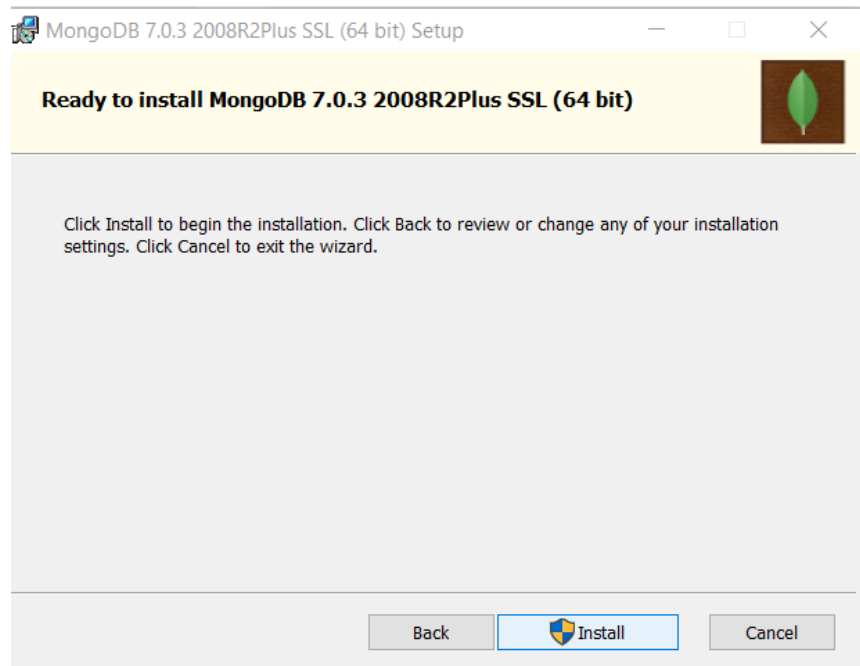 MongoDB 7.0.3 2008R2Plus SSL (64 bit) Setup
Ready to install MongoDB 7.0.3 2008R2Plus SSL (64 bit)
Click Install to begin the installation. Click Back to review or change any of your installation
settings. Click Cancel to exit the wizard.
Back
Install
Cancel